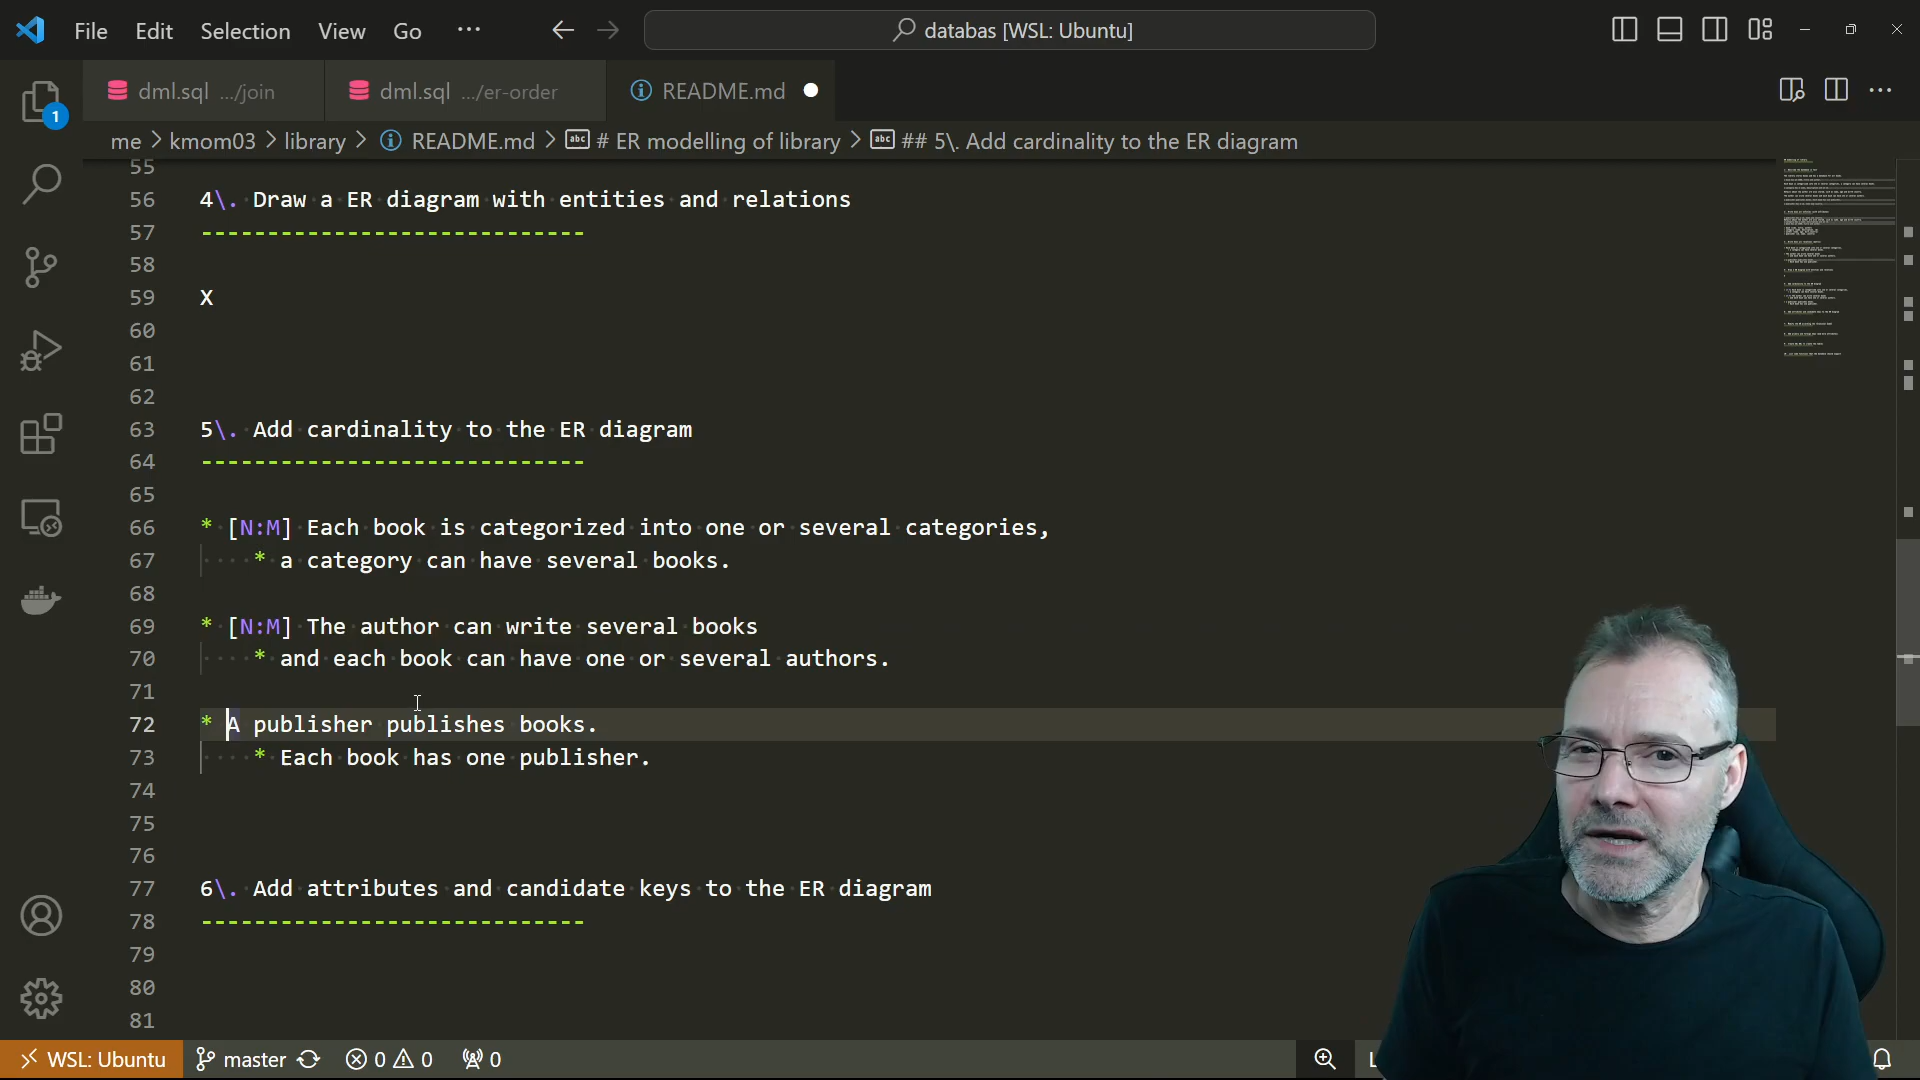 File Edit Selection View Go ··· databas [WSL: Ubuntu]
dml.sql .../join dml.sql .../er-order README.md
me > kmom03 > library > README.md > # ER modelling of library > ## 5\. Add cardinality to the ER diagram
55
56 4\. Draw a ER diagram with entities and relations
57 -----------------------------
58
59 X
60
61
62
63 5\. Add cardinality to the ER diagram
64 -----------------------------
65
66 * [N:M] Each book is categorized into one or several categories,
67 * a category can have several books.
68
69 * [N:M] The author can write several books
70 * and each book can have one or several authors.
71
72 * A publisher publishes books.
73 * Each book has one publisher.
74
75
76
77 6\. Add attributes and candidate keys to the ER diagram
78 -----------------------------
79
80
81
1
WSL: Ubuntu master 0 0 0